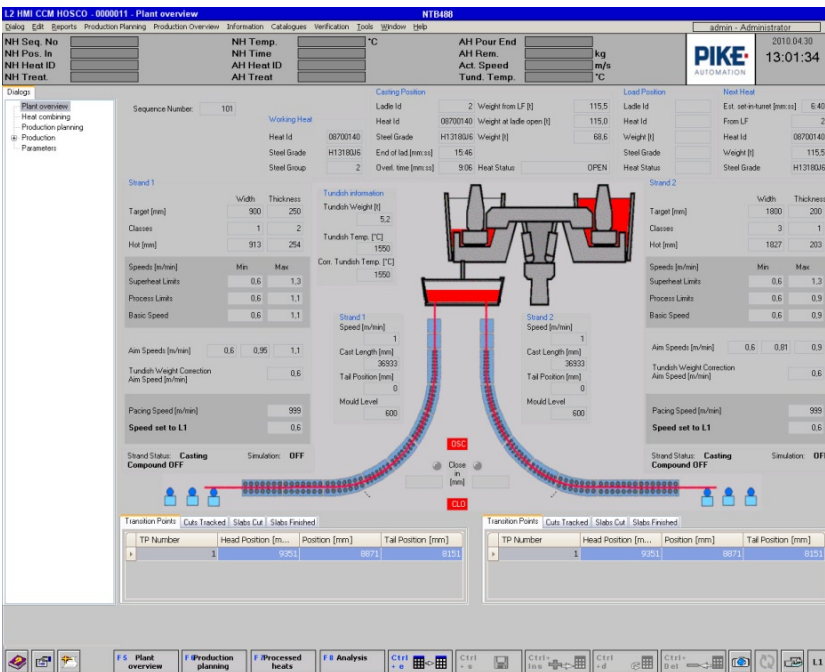 L2 HMI CCM HOSCO - 0000011 - Plant overview NTB488
Dialog Edit Reports Production Planning Production Overview Information Catalogues Verification Tools Window Help admin - Administrator
NH Seq. No NH Temp. °C AH Pour End 2010.04.30
NH Pos. In NH Time AH Rem. kg 13:01:34
NH Heat ID AH Heat ID Act. Speed m/s
NH Treat. AH Treat Tund. Temp. °C
PIKE
AUTOMATION
Dialogs
Plant overview
Heat combining
Production planning
Production
Parameters
Sequence Number: 101
Working Heat
Heat Id 08700140
Steel Grade H13180J6
Steel Group 2
Casting Position
Ladle Id 2 Weight from LF [t] 115,5
Heat Id 08700140 Weight at ladle open [t] 115,0
Steel Grade H13180J6 Weight [t] 68,6
End of lad.[mm:ss] 15:46
Overl. time [mm:ss] 9:06 Heat Status OPEN
Load Position
Ladle Id
Heat Id
Weight [t]
Steel Grade
Heat Status
Next Heat
Est. set-in-turret [mm:ss] 6:40
From LF 2
Heat Id 08700140
Weight [t] 115,5
Steel Grade H13180J6
Strand 1
Width Thickness
Target [mm] 900 250
Classes 1 2
Hot [mm] 913 254
Speeds [m/min] Min Max
Superheat Limits 0,6 1,3
Process Limits 0,6 1,1
Basic Speed 0,6 1,1
Aim Speeds [m/min] 0,6 0,95 1,1
Tundish Weight Correction
Aim Speed [m/min] 0,6
Pacing Speed [m/min] 999
Speed set to L1 0,6
Strand Status: Casting Simulation: OFF
Compound OFF
Tundish information
Tundish Weight [t]
5,2
Tundish Temp. [°C]
1550
Corr. Tundish Temp. [°C]
1550
Strand 1
Speed [m/min]
1
Cast Length [mm]
36933
Tail Position [mm]
0
Mould Level
600
Strand 2
Speed [m/min]
1
Cast Length [mm]
36933
Tail Position [mm]
0
Mould Level
600
OSC
Close
in
[mm]
CLO
Strand 2
Width Thickness
Target [mm] 1800 200
Classes 3 1
Hot [mm] 1827 203
Speeds [m/min] Min Max
Superheat Limits 0,6 1,3
Process Limits 0,6 0,9
Basic Speed 0,6 0,9
Aim Speeds [m/min] 0,6 0,81 0,9
Tundish Weight Correction
Aim Speed [m/min] 0,6
Pacing Speed [m/min] 999
Speed set to L1 0,6
Strand Status: Casting Simulation: OFF
Compound OFF
Transition Points Cuts Tracked Slabs Cut Slabs Finished
TP Number Head Position [m... Position [mm] Tail Position [mm]
1 9351 8871 8151
Transition Points Cuts Tracked Slabs Cut Slabs Finished
TP Number Head Position [mm] Position [mm] Tail Position [mm]
1 9351 8871 8151
F5 Plant overview F6 Production planning F7 Processed heats F8 Analysis Ctrl + e Ctrl + s Ctrl+ Ins Ctrl +d Ctrl+ Del L1